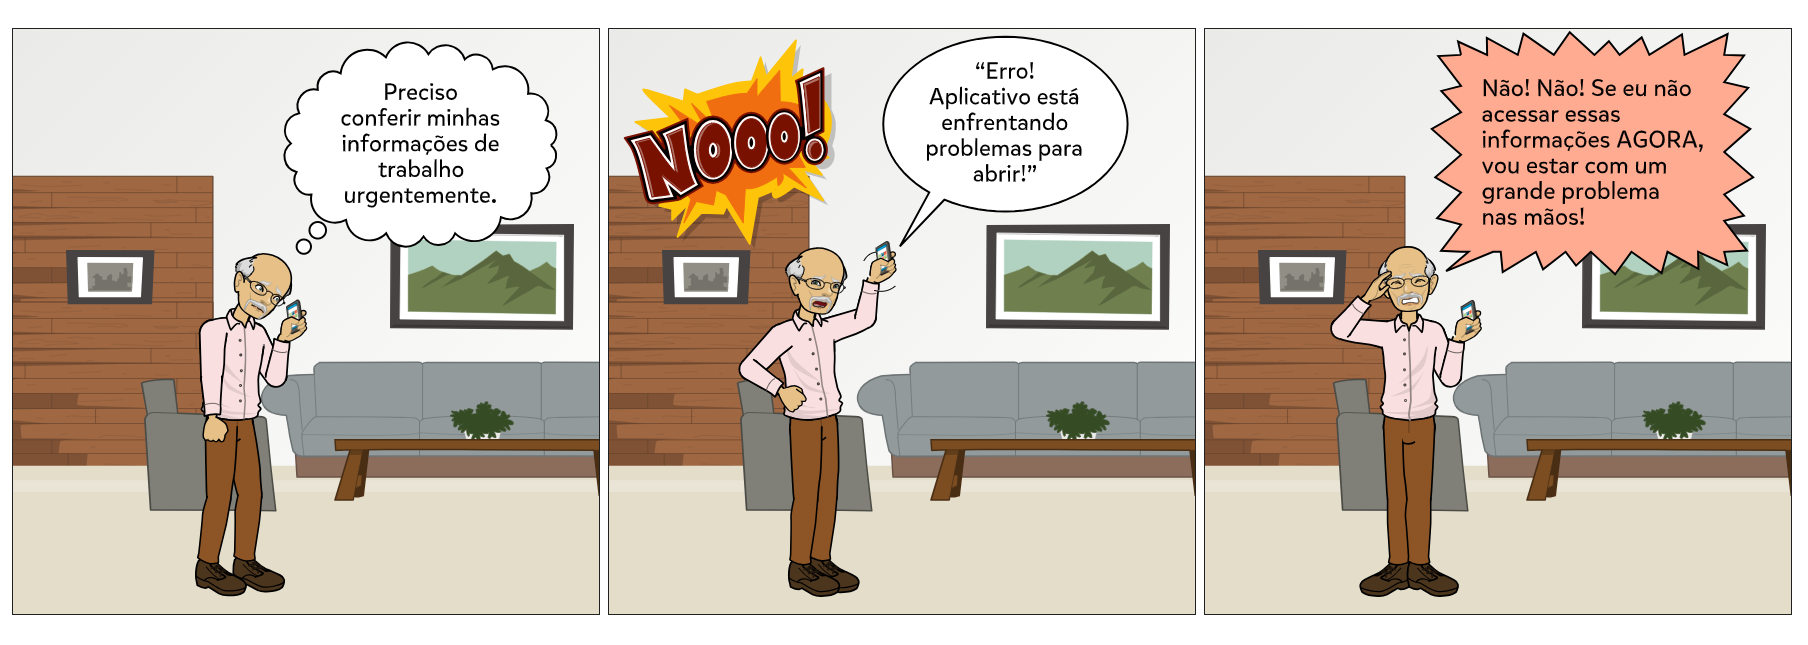 Preciso
conferir minhas
informações de
trabalho
urgentemente.
NOOO!
“Erro!
Aplicativo está
enfrentando
problemas para
abrir!”
Não! Não! Se eu não
acessar essas
informações AGORA,
vou estar com um
grande problema
nas mãos!